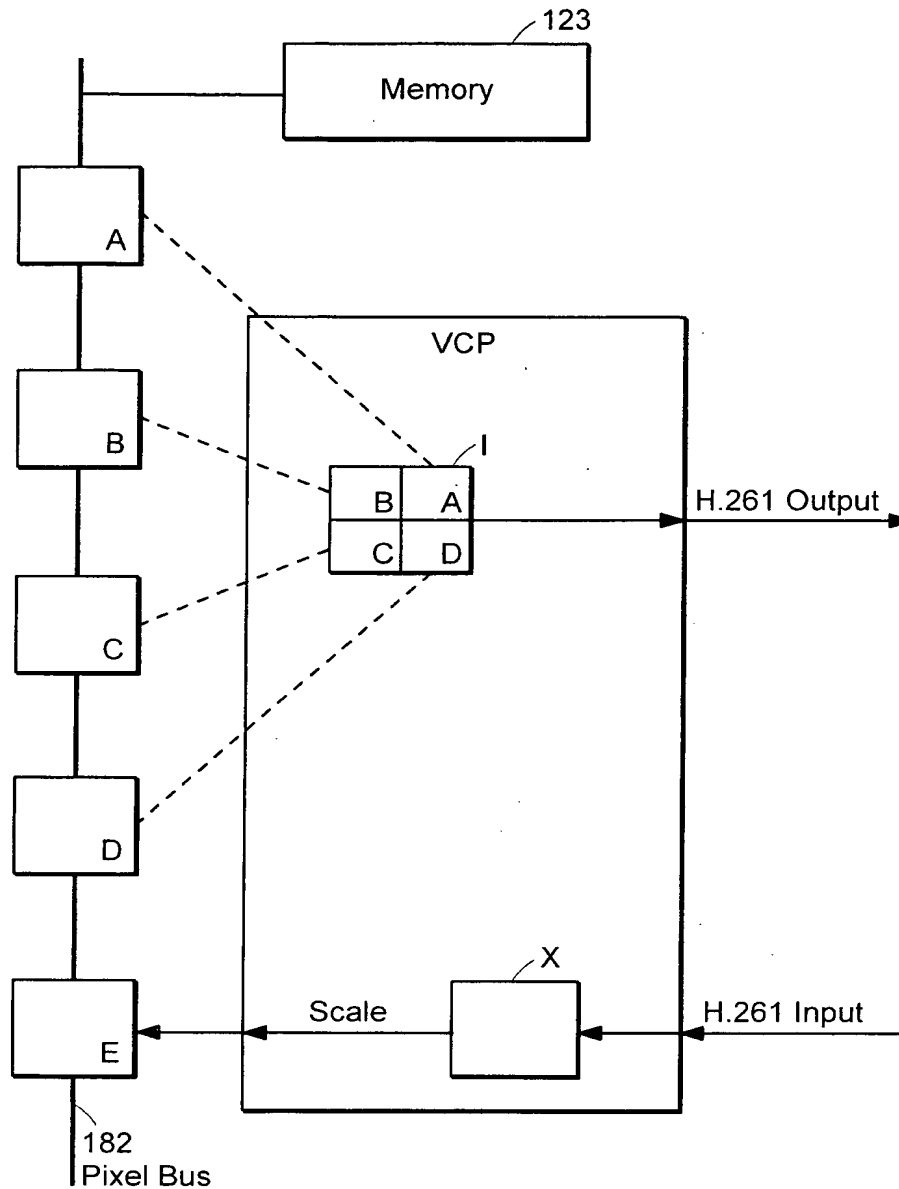 123
Memory
A
VCP
B
I
B A
H.261 Output
C D
C
D
X
Scale
H.261 Input
E
182
Pixel Bus